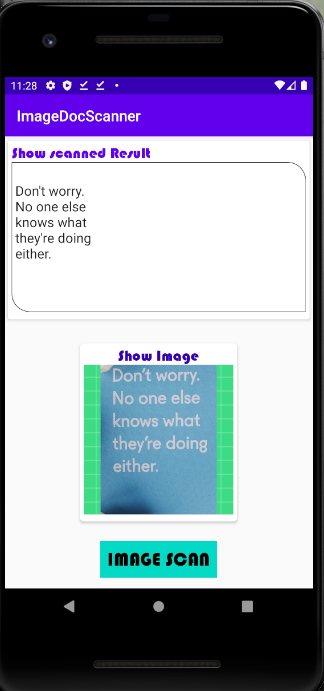 11:28
ImageDocScanner
Show scanned Result
Don't worry.
No one else
knows what
they're doing
either.
Show Image
Don't worry.
No one else
knows what
they're doing
either.
IMAGE SCAN